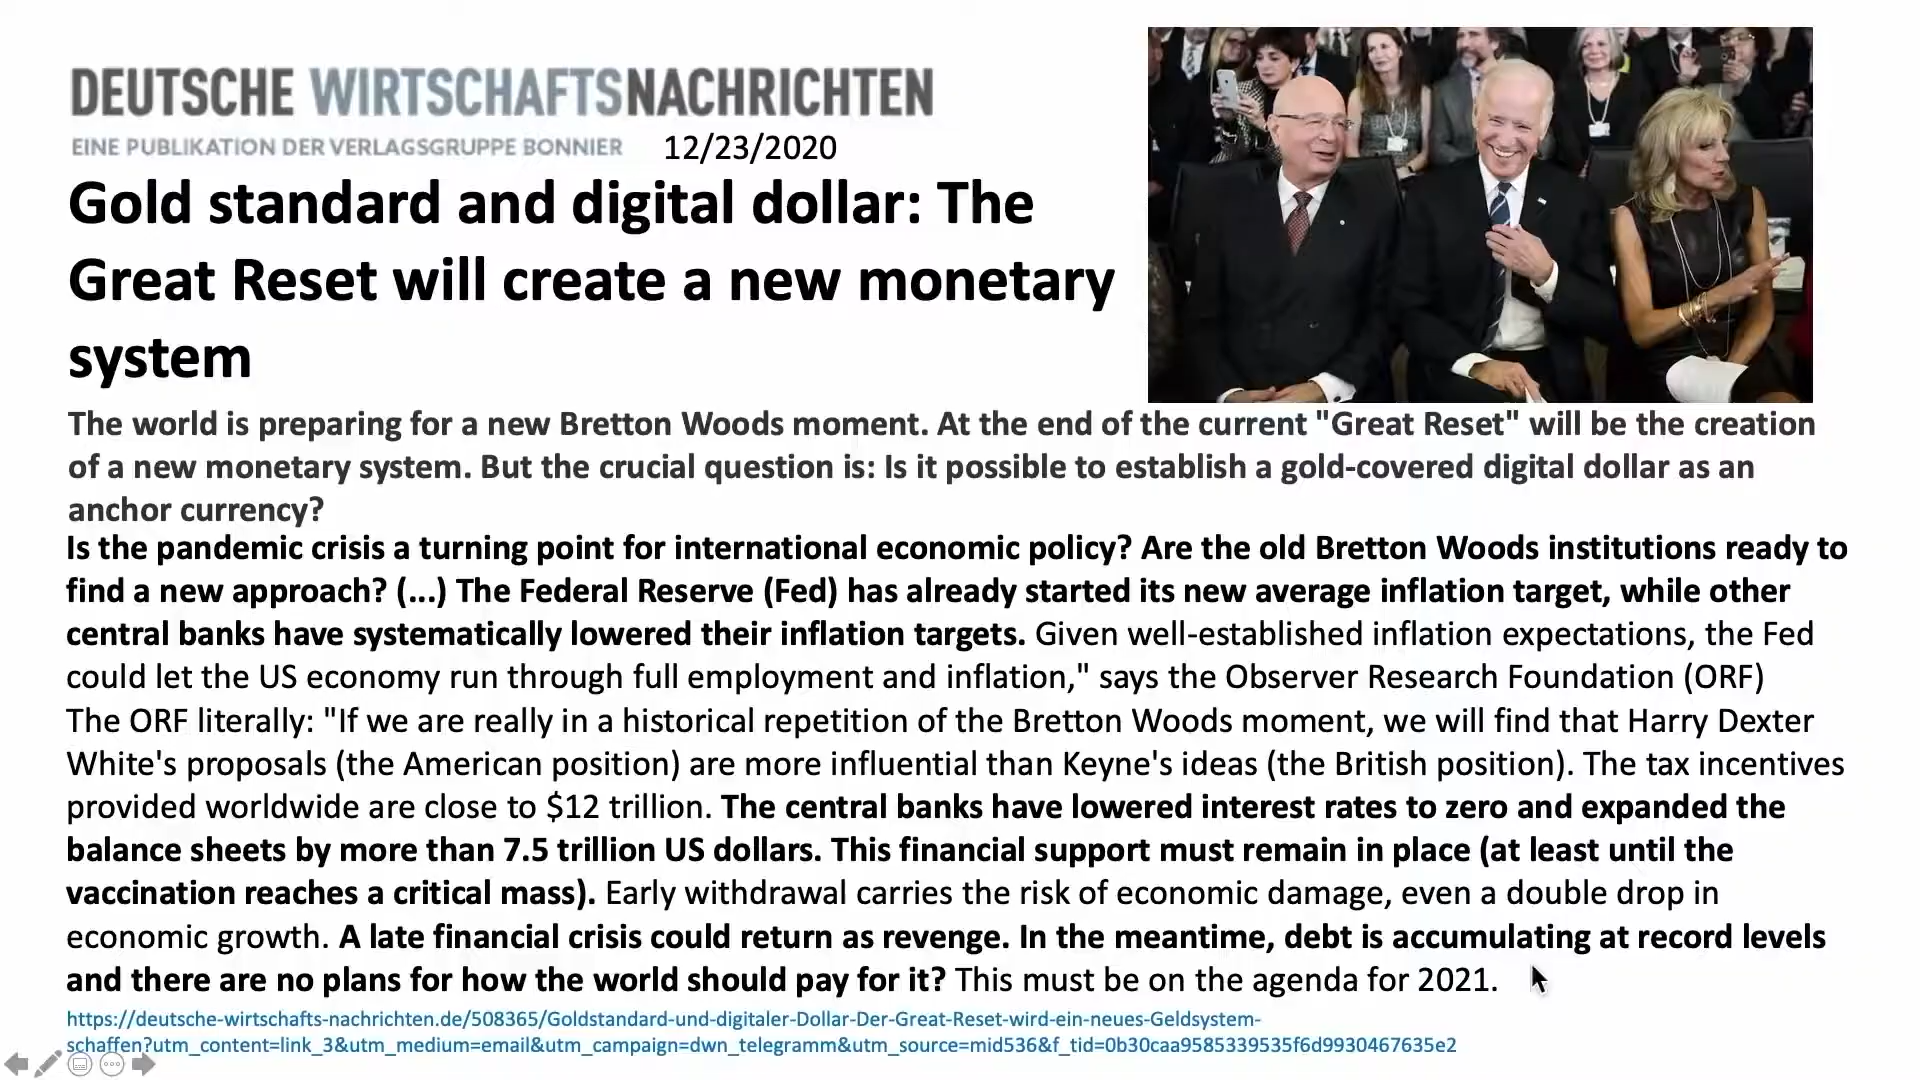 DEUTSCHE WIRTSCHAFTSNACHRICHTEN
EINE PUBLIKATION DER VERLAGSGRUPPE BONNIER 12/23/2020
Gold standard and digital dollar: The
Great Reset will create a new monetary
system
The world is preparing for a new Bretton Woods moment. At the end of the current "Great Reset" will be the creation
of a new monetary system. But the crucial question is: Is it possible to establish a gold-covered digital dollar as an
anchor currency?
Is the pandemic crisis a turning point for international economic policy? Are the old Bretton Woods institutions ready to
find a new approach? (...) The Federal Reserve (Fed) has already started its new average inflation target, while other
central banks have systematically lowered their inflation targets. Given well-established inflation expectations, the Fed
could let the US economy run through full employment and inflation," says the Observer Research Foundation (ORF)
The ORF literally: "If we are really in a historical repetition of the Bretton Woods moment, we will find that Harry Dexter
White's proposals (the American position) are more influential than Keyne's ideas (the British position). The tax incentives
provided worldwide are close to $12 trillion. The central banks have lowered interest rates to zero and expanded the
balance sheets by more than 7.5 trillion US dollars. This financial support must remain in place (at least until the
vaccination reaches a critical mass). Early withdrawal carries the risk of economic damage, even a double drop in
economic growth. A late financial crisis could return as revenge. In the meantime, debt is accumulating at record levels
and there are no plans for how the world should pay for it? This must be on the agenda for 2021.
https://deutsche-wirtschafts-nachrichten.de/508365/Goldstandard-und-digitaler-Dollar-Der-Great-Reset-wird-ein-neues-Geldsystem-
schaffen?utm_content=link_3&utm_medium=email&utm_campaign=dwn_telegramm&utm_source=mid536&f_tid=0b30caa9585339535f6d9930467635e2